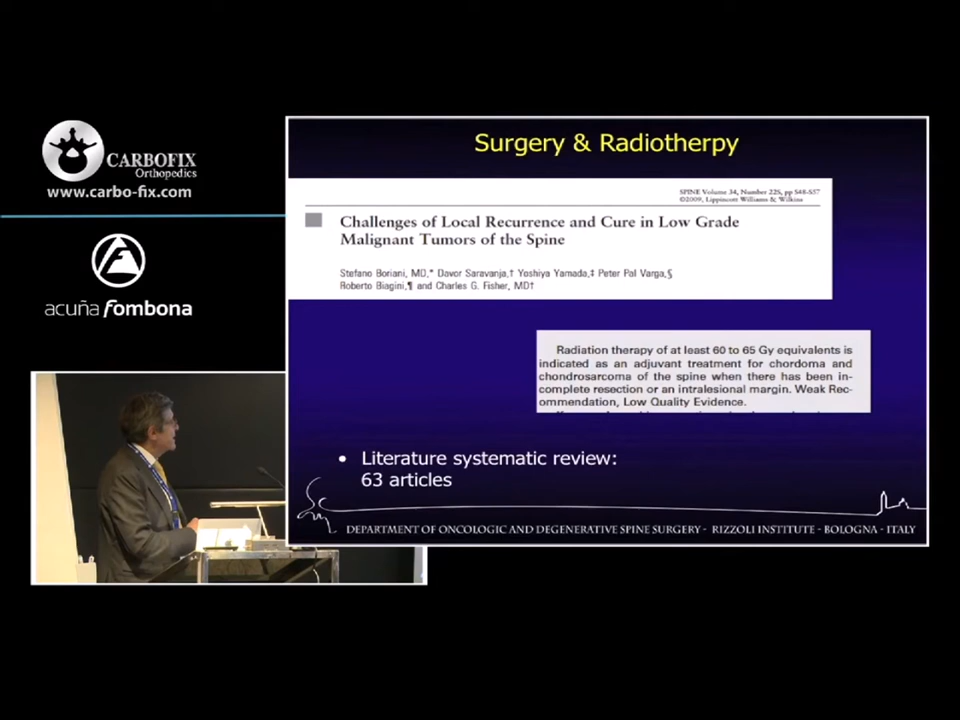 CARBOFIX
Orthopedics
www.carbo-fix.com
acuña fombona
Surgery & Radiotherpy
SPINE Volume 34, Number 22S, pp S48-S57
©2009, Lippincott Williams & Wilkins
Challenges of Local Recurrence and Cure in Low Grade
Malignant Tumors of the Spine
Stefano Boriani, MD,* Davor Saravanja,† Yoshiya Yamada,‡ Peter Pal Varga,§
Roberto Biagini,¶ and Charles G. Fisher, MD†
Radiation therapy of at least 60 to 65 Gy equivalents is
indicated as an adjuvant treatment for chordoma and
chondrosarcoma of the spine when there has been in-
complete resection or an intralesional margin. Weak Rec-
ommendation, Low Quality Evidence.
• Literature systematic review:
63 articles
DEPARTMENT OF ONCOLOGIC AND DEGENERATIVE SPINE SURGERY - RIZZOLI INSTITUTE - BOLOGNA - ITALY